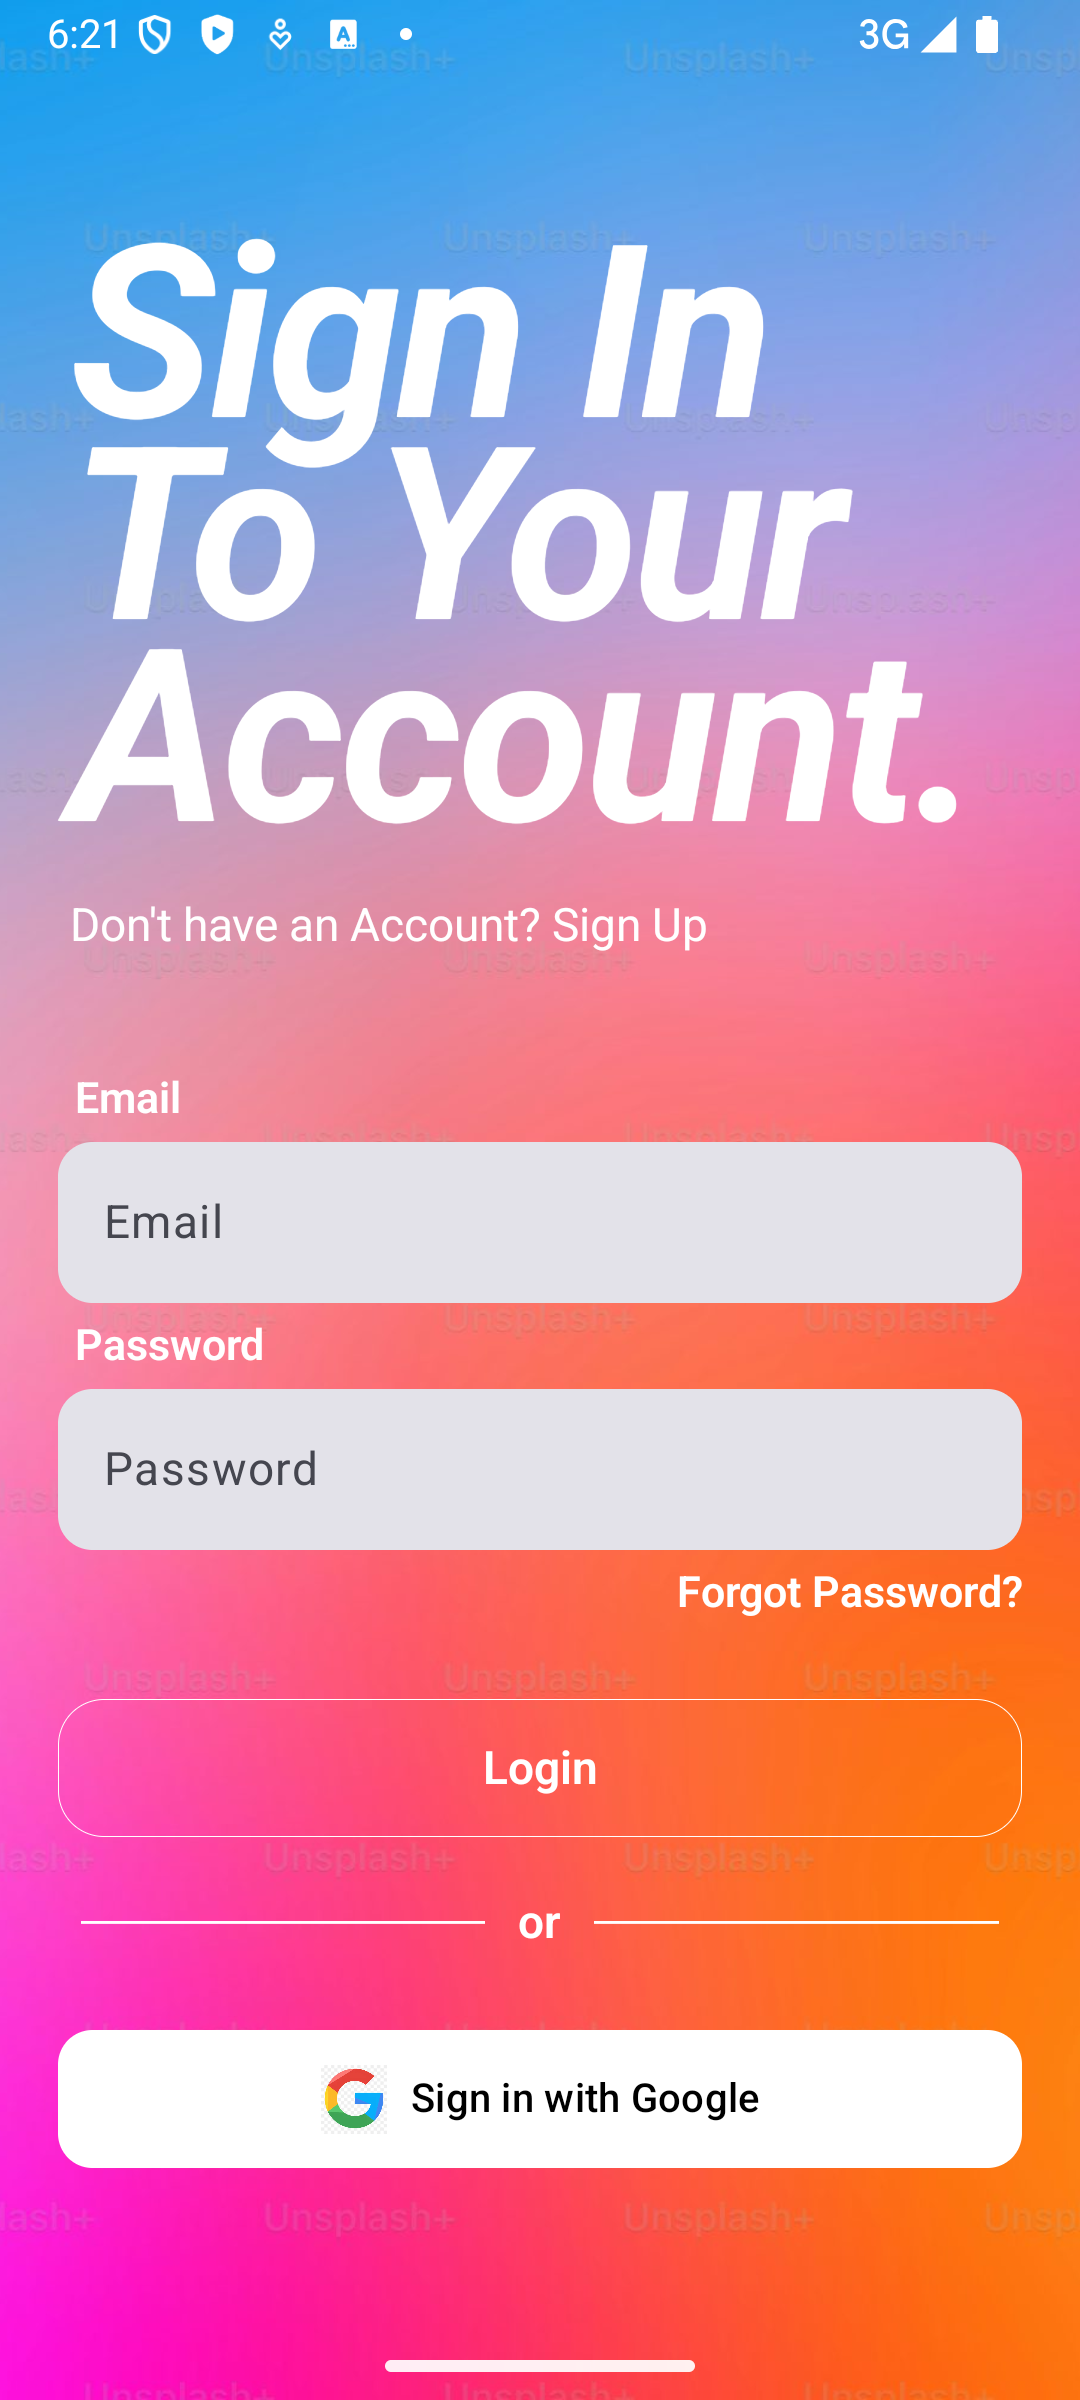 6:21
3G
Sign In
To Your
Account.
Don't have an Account? Sign Up
Email
Email
Password
Password
Forgot Password?
Login
or
Sign in with Google
Unsplash+